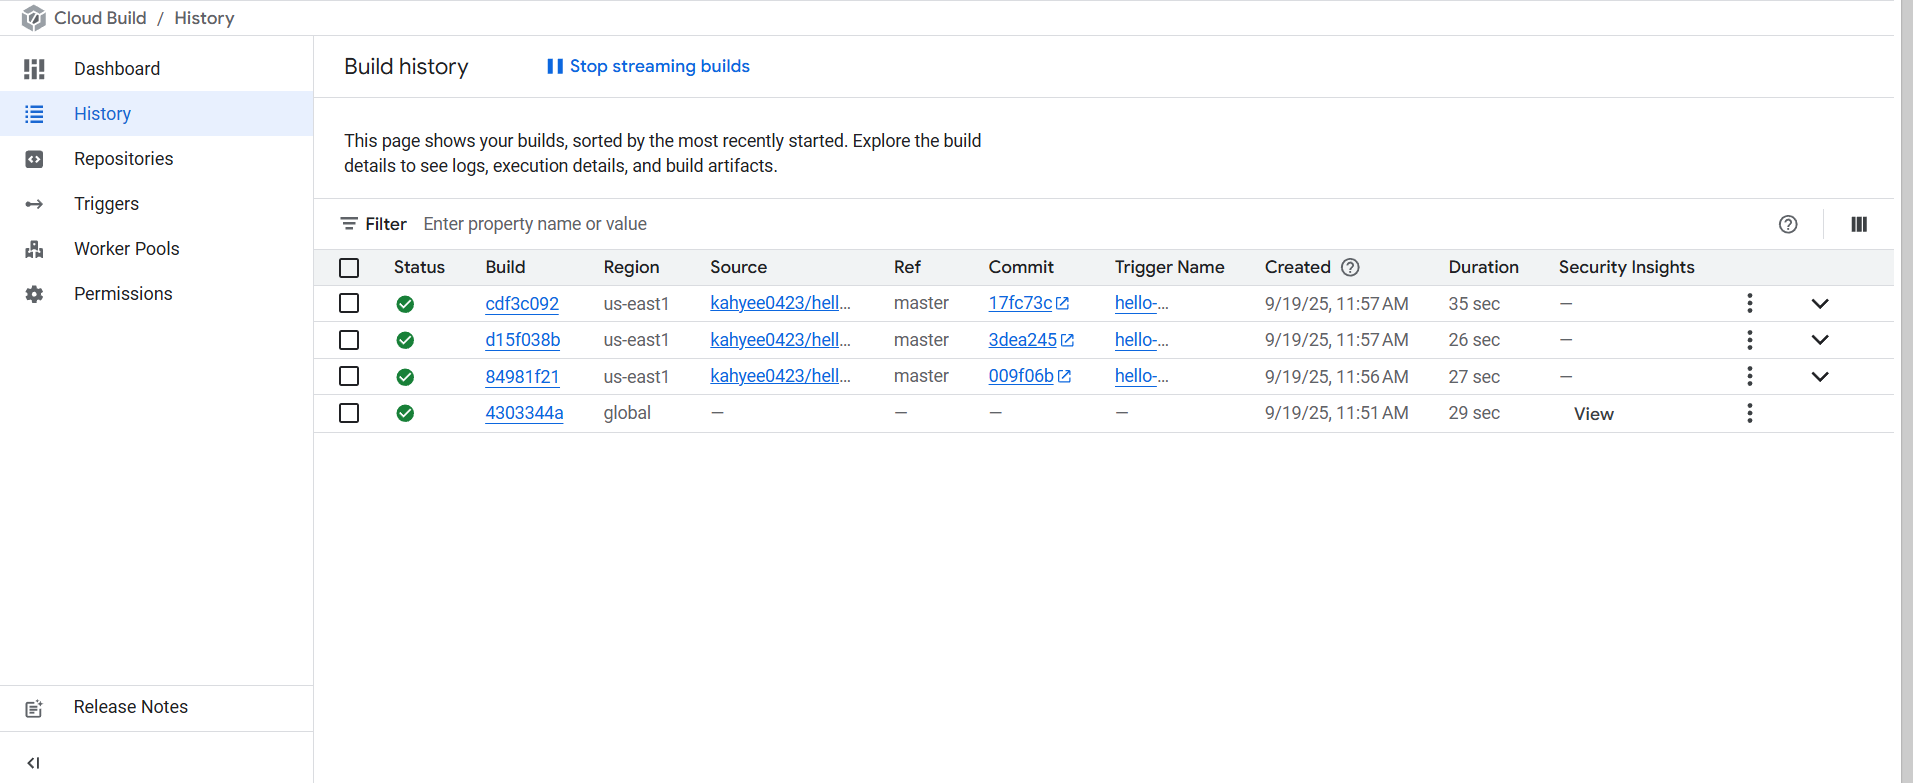 Cloud Build / History
Dashboard
History
Repositories
Triggers
Worker Pools
Permissions
Release Notes
Build history
Stop streaming builds
This page shows your builds, sorted by the most recently started. Explore the build
details to see logs, execution details, and build artifacts.
Filter Enter property name or value
Status Build Region Source Ref Commit Trigger Name Created Duration Security Insights
cdf3c092 us-east1 kahyee0423/hell... master 17fc73c hello-... 9/19/25, 11:57 AM 35 sec —
d15f038b us-east1 kahyee0423/hell... master 3dea245 hello-... 9/19/25, 11:57 AM 26 sec —
84981f21 us-east1 kahyee0423/hell... master 009f06b hello-... 9/19/25, 11:56 AM 27 sec —
4303344a global — — — — 9/19/25, 11:51 AM 29 sec View